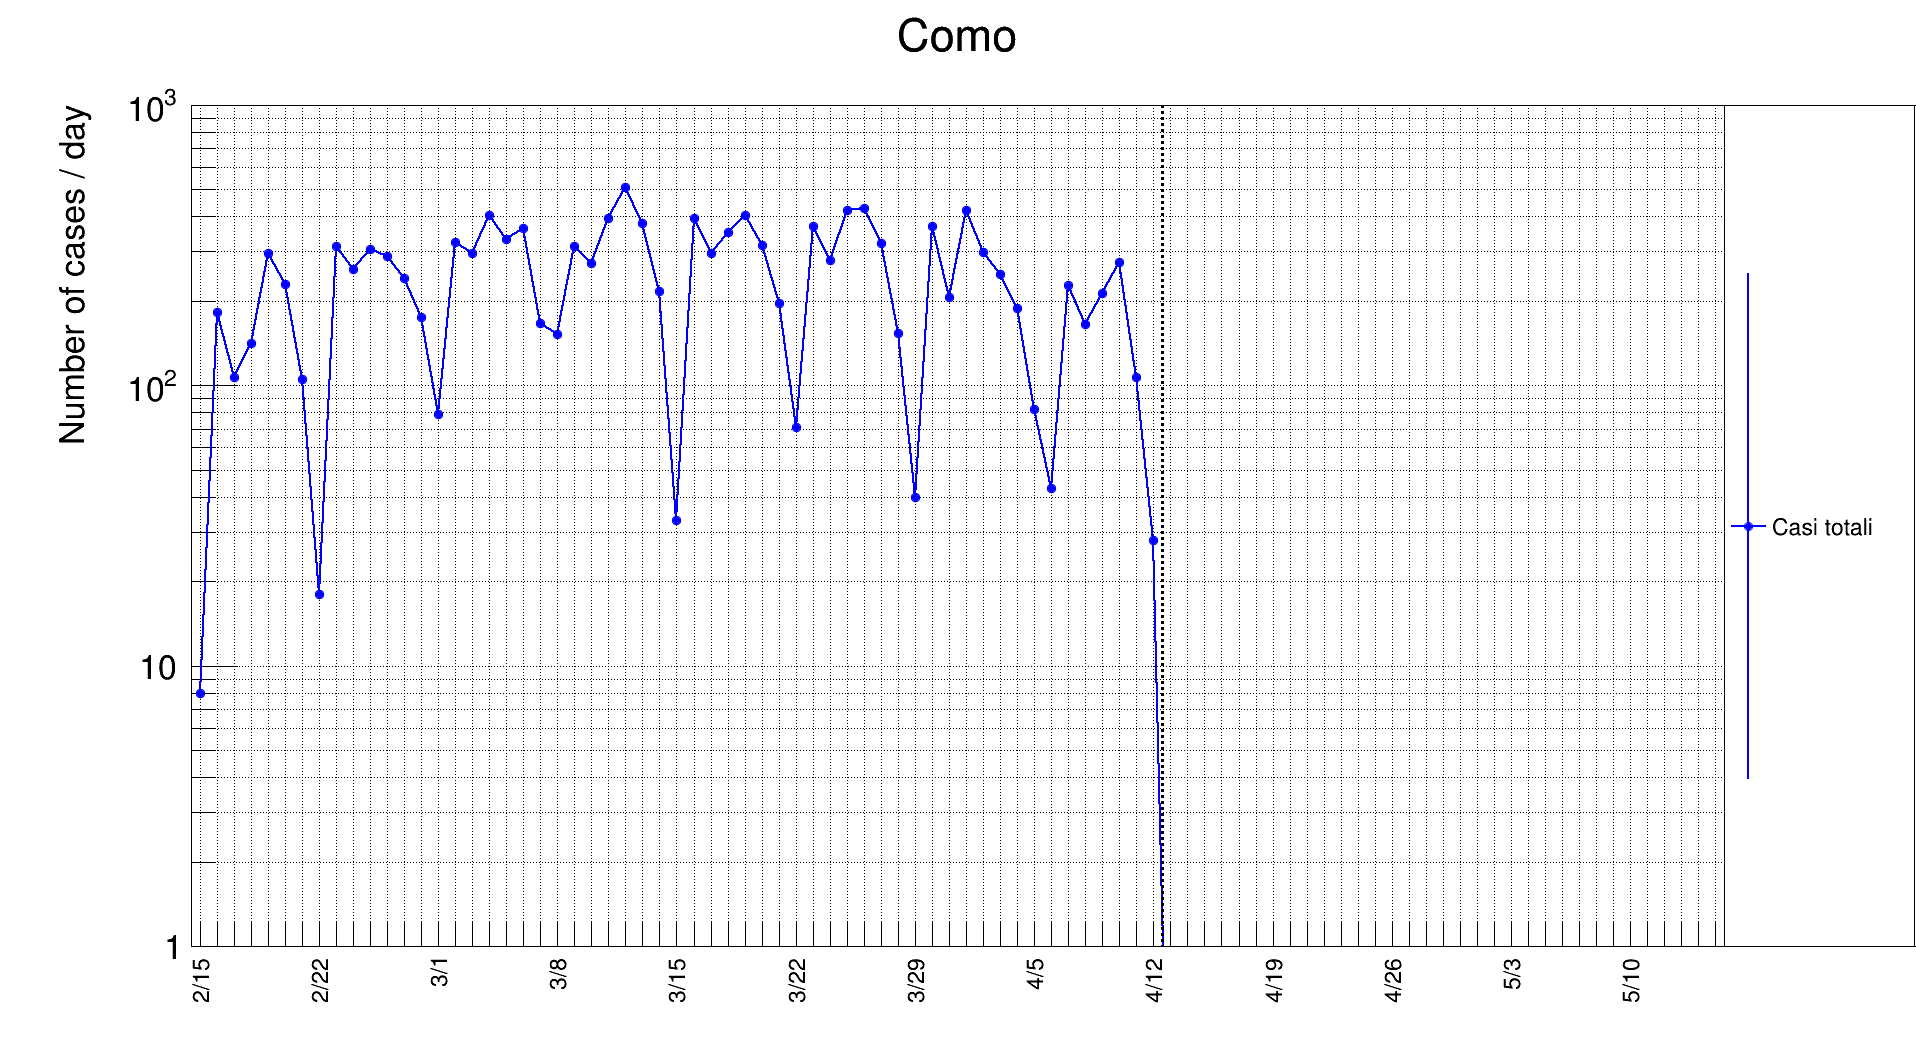 Como
Number of cases / day
10³
10²
10
1
2/15 2/22 3/1 3/8 3/15 3/22 3/29 4/5 4/12 4/19 4/26 5/3 5/10
Casi totali